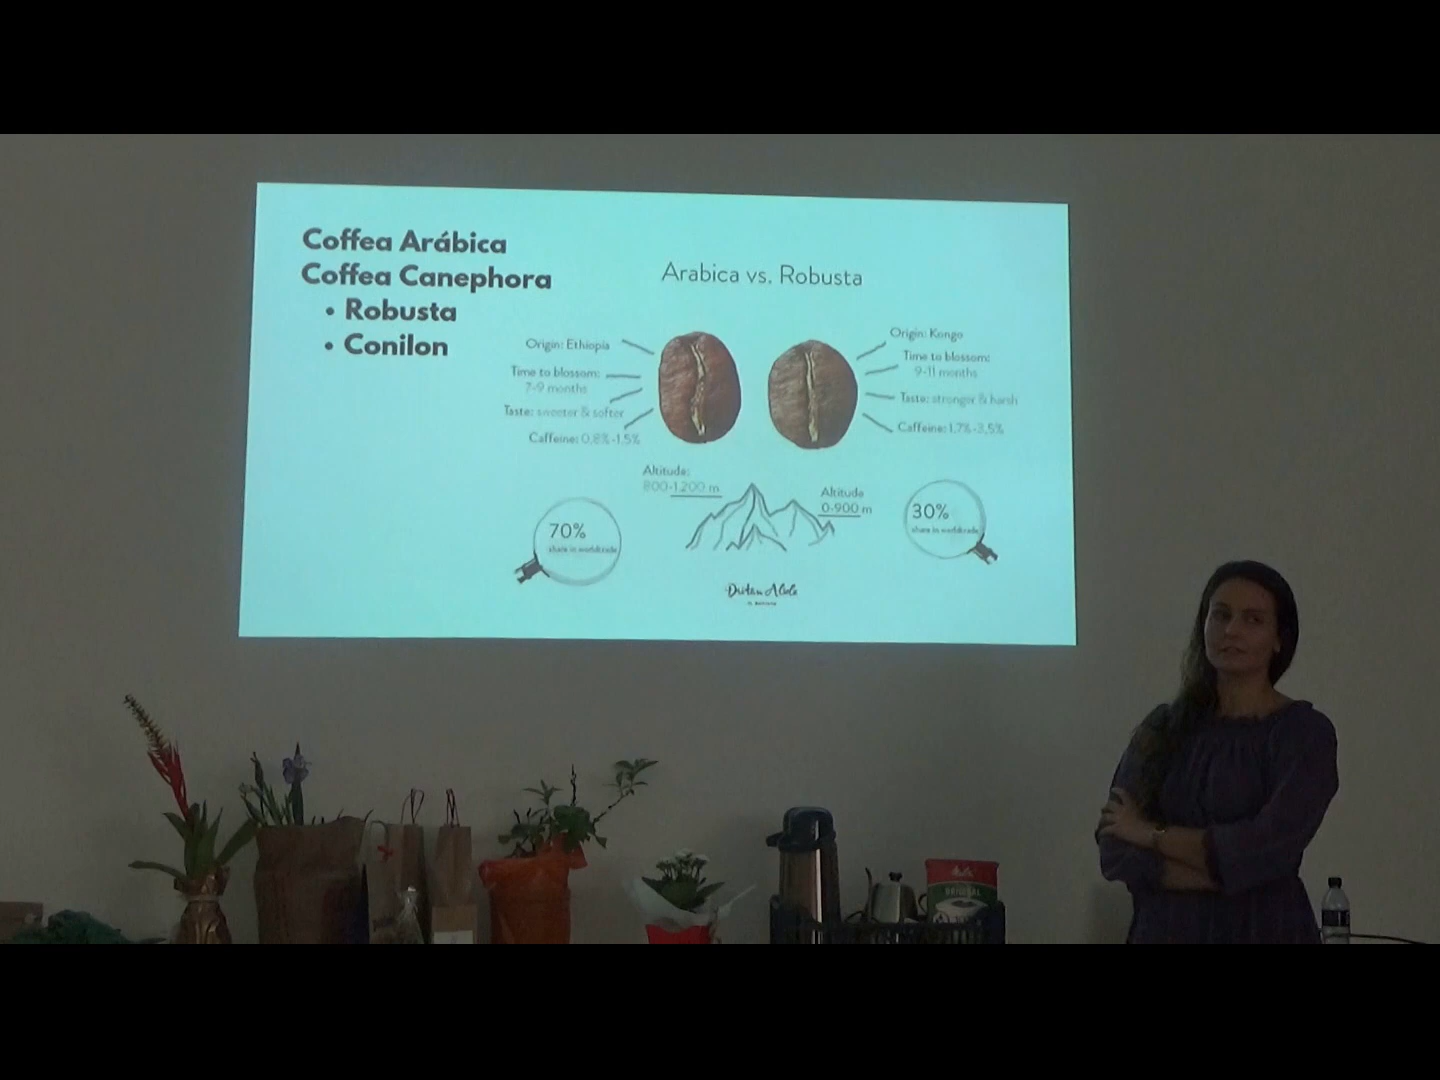 Coffea Arábica
Coffea Canephora
• Robusta
• Conilon
Arabica vs. Robusta
Origin: Ethiopia
Time to blossom:
7-9 months
Taste: sweeter & softer
Caffeine: 0,8%-1,5%
Origin: Kongo
Time to blossom:
9-11 months
Taste: stronger & harsh
Caffeine: 1,7%-3,5%
Altitude:
800-1.200 m
Altitude
0-900 m
70%
share in worldtrade
30%
share in worldtrade